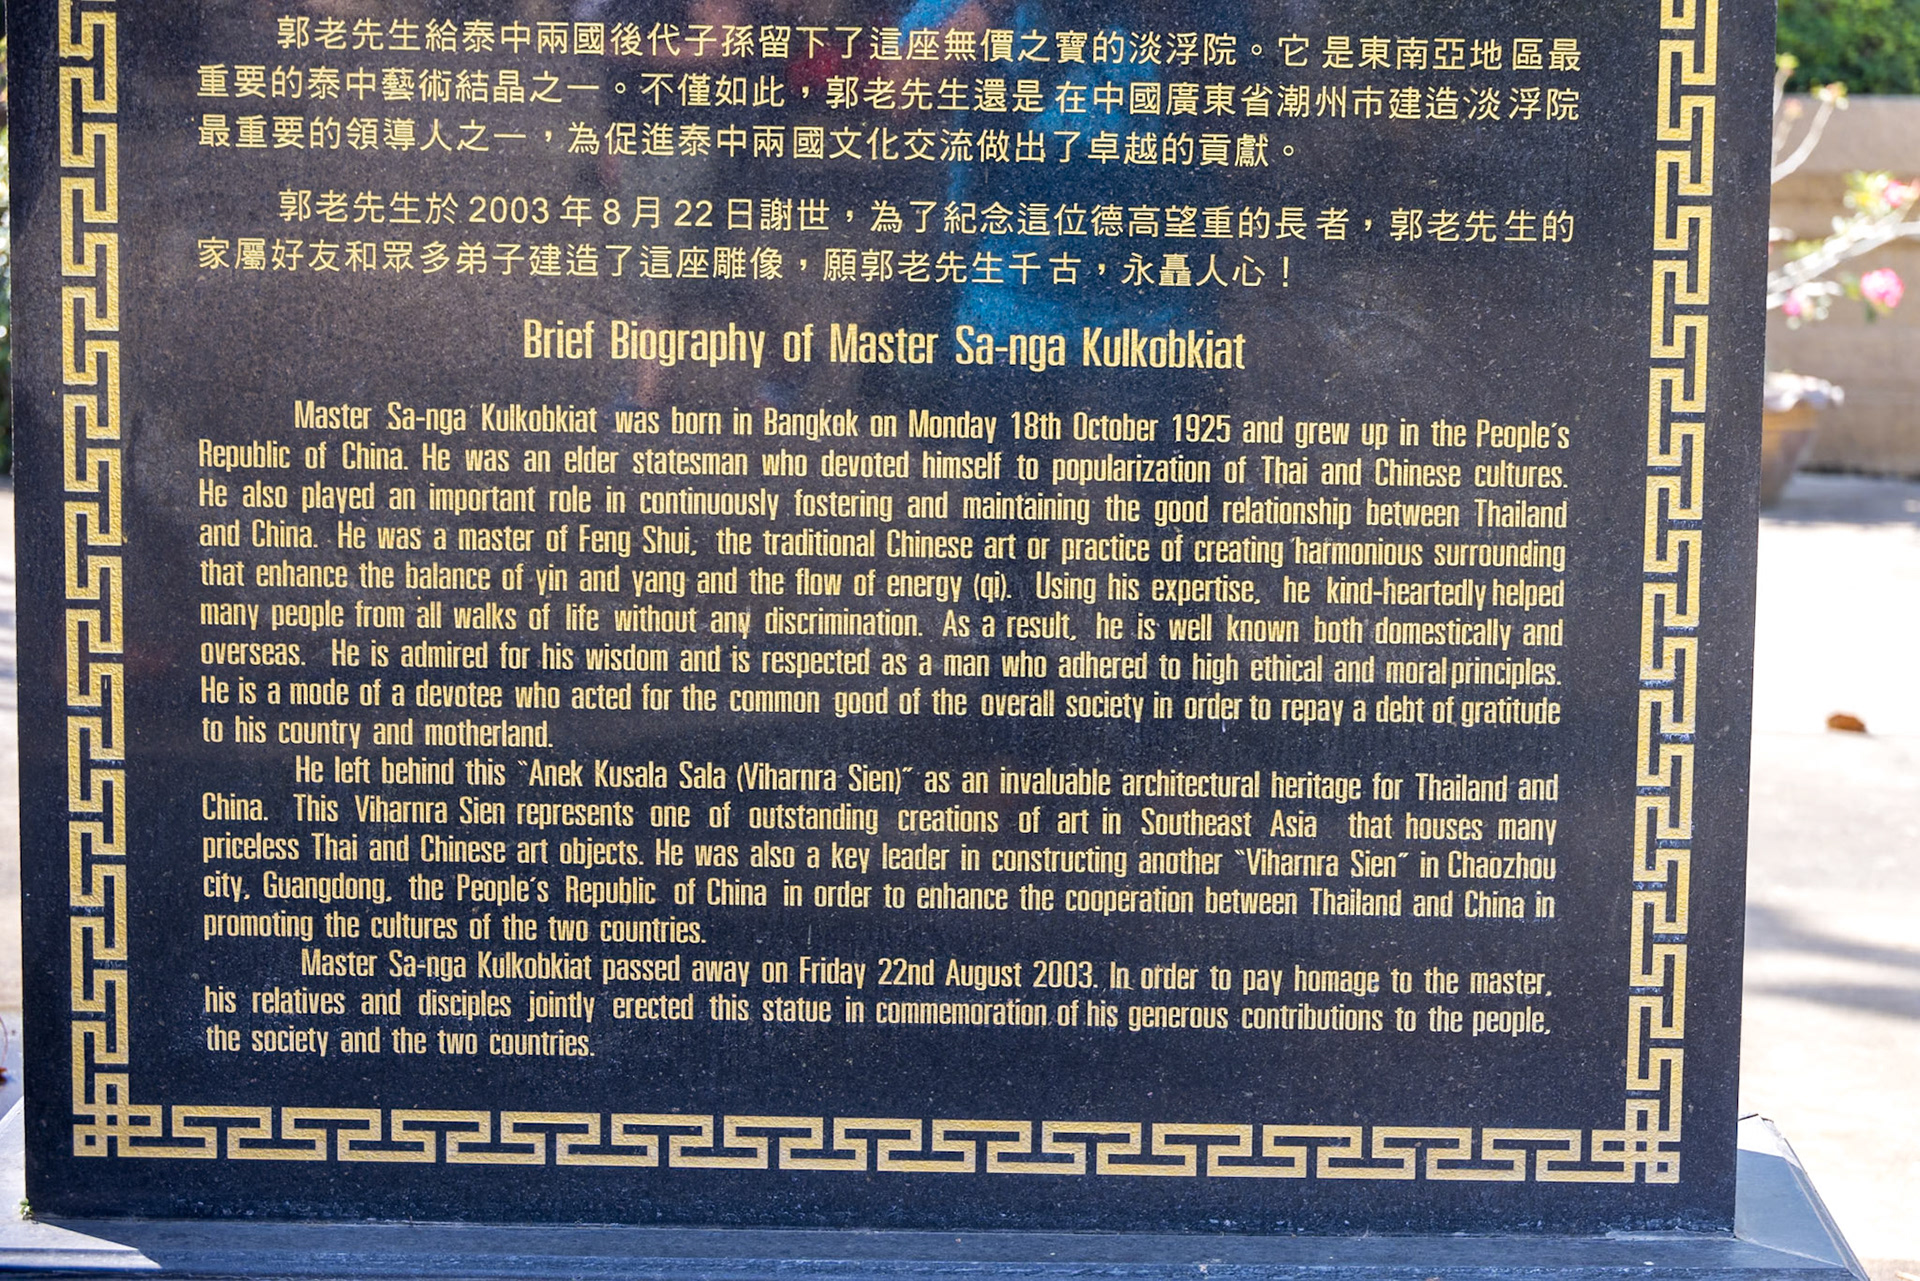 郭老先生給泰中兩國後代子孫留下了這座無價之寶的淡浮院。它是東南亞地區最
重要的泰中藝術結晶之一。不僅如此，郭老先生還是在中國廣東省潮州市建造淡浮院
最重要的領導人之一，為促進泰中兩國文化交流做出了卓越的貢獻。
郭老先生於2003年8月22日謝世，為了紀念這位德高望重的長者，郭老先生的
家屬好友和眾多弟子建造了這座雕像，願郭老先生千古，永矗人心！
Brief Biography of Master Sa-nga Kulkobkiat
Master Sa-nga Kulkobkiat was born in Bangkok on Monday 18th October 1925 and grew up in the People's
Republic of China. He was an elder statesman who devoted himself to popularization of Thai and Chinese cultures.
He also played an important role in continuously fostering and maintaining the good relationship between Thailand
and China. He was a master of Feng Shui, the traditional Chinese art or practice of creating harmonious surrounding
that enhance the balance of yin and yang and the flow of energy (qi). Using his expertise, he kind-heartedly helped
many people from all walks of life without any discrimination. As a result, he is well known both domestically and
overseas. He is admired for his wisdom and is respected as a man who adhered to high ethical and moral principles.
He is a mode of a devotee who acted for the common good of the overall society in order to repay a debt of gratitude
to his country and motherland.
He left behind this "Anek Kusala Sala (Viharnra Sien)" as an invaluable architectural heritage for Thailand and
China. This Viharnra Sien represents one of outstanding creations of art in Southeast Asia that houses many
priceless Thai and Chinese art objects. He was also a key leader in constructing another "Viharnra Sien" in Chaozhou
city, Guangdong, the People's Republic of China in order to enhance the cooperation between Thailand and China in
promoting the cultures of the two countries.
Master Sa-nga Kulkobkiat passed away on Friday 22nd August 2003. In order to pay homage to the master,
his relatives and disciples jointly erected this statue in commemoration of his generous contributions to the people,
the society and the two countries.